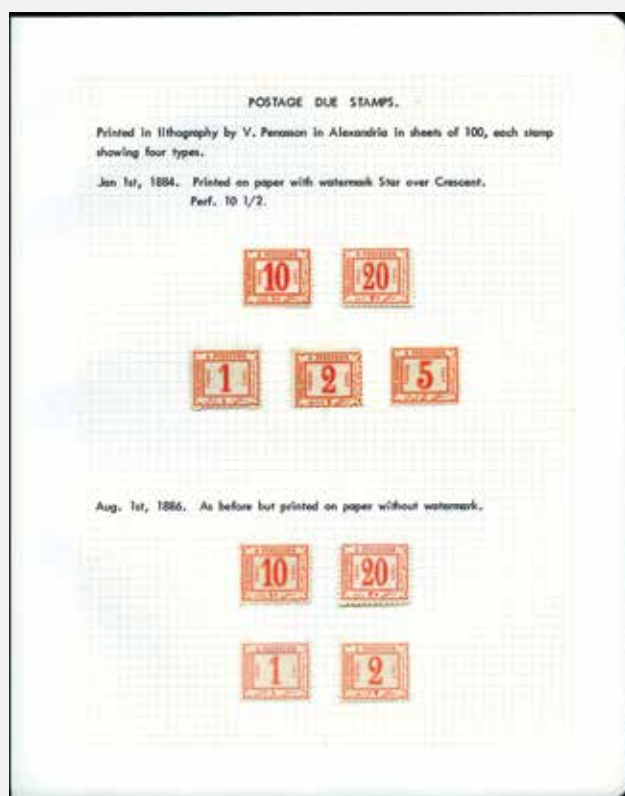 POSTAGE DUE STAMPS.
Printed in lithography by V. Penasson in Alexandria in sheets of 100, each stamp
showing four types.
Jan 1st, 1884. Printed on paper with watermark Star over Crescent.
Perf. 10 1/2.
10 20
1 2 5
Aug. 1st, 1886. As before but printed on paper without watermark.
10 20
1 2